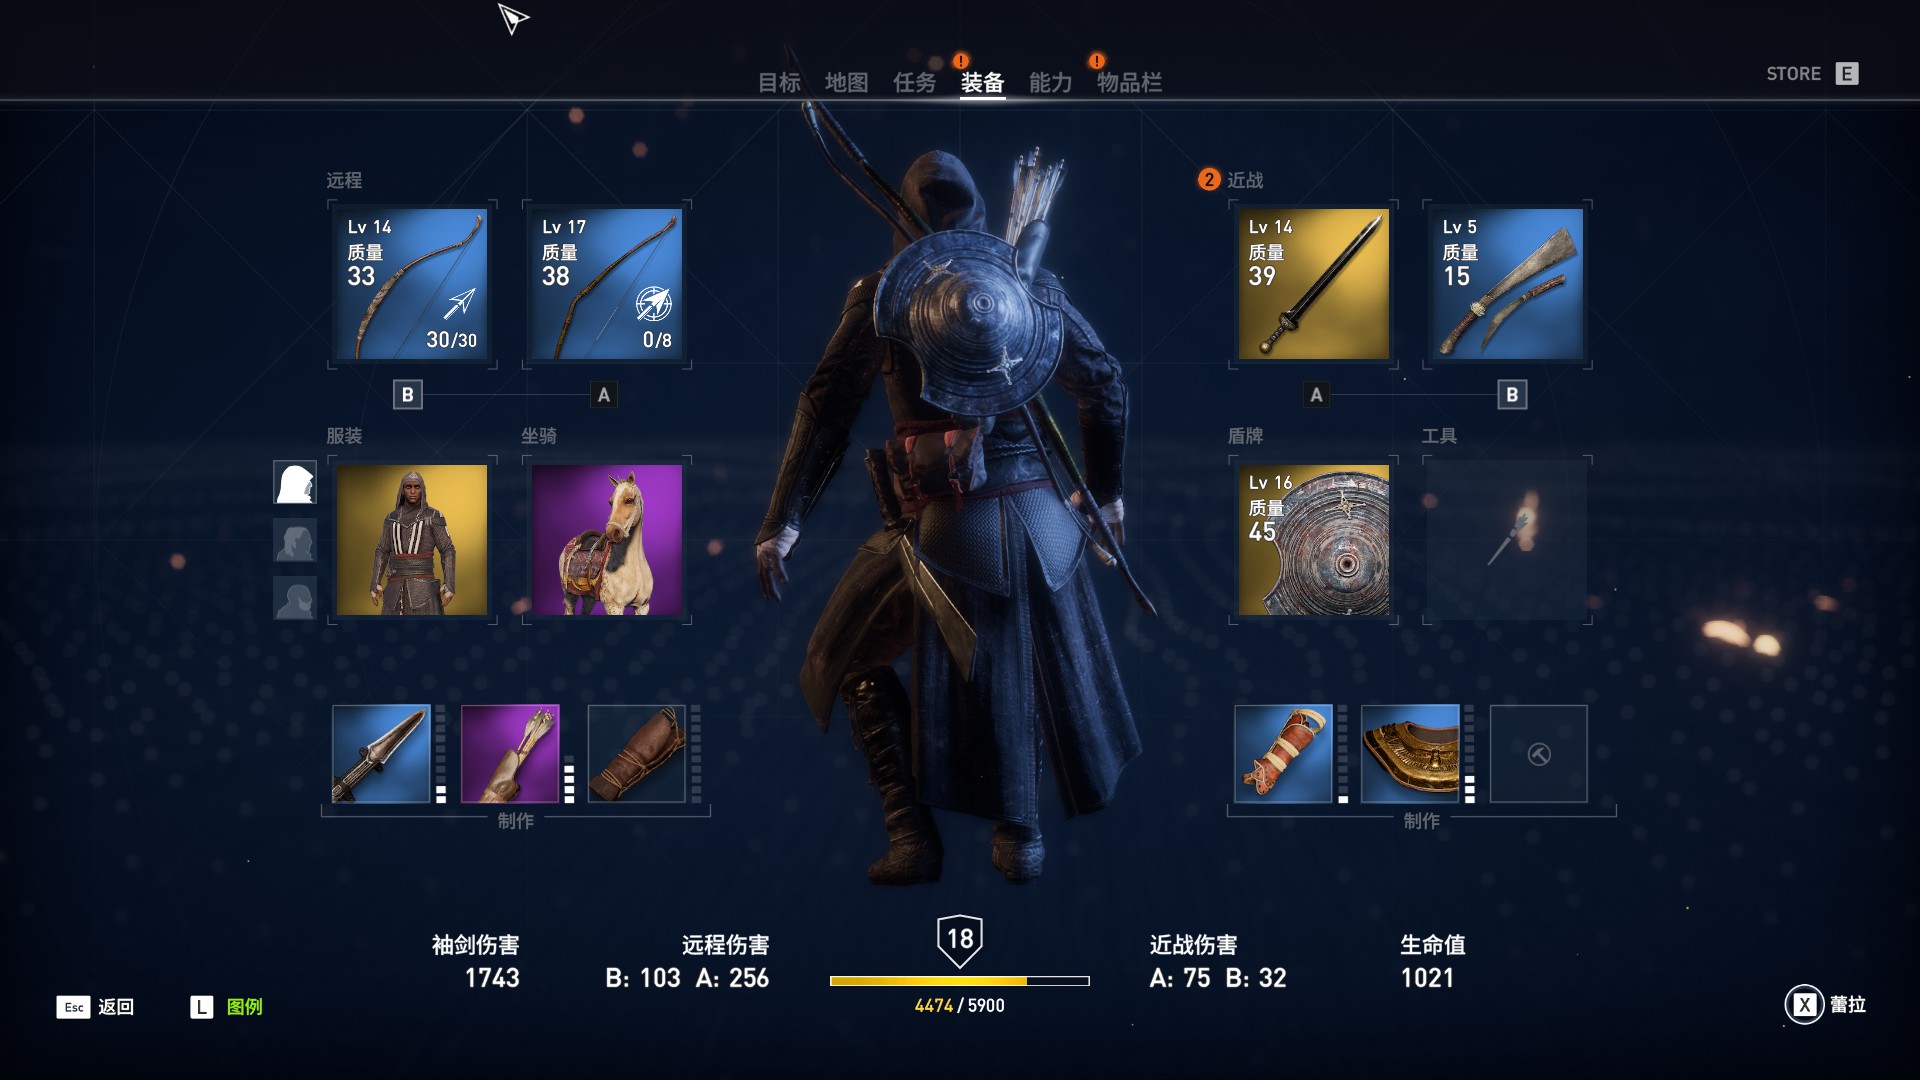 目标 地图 任务 装备 能力 物品栏
STORE E
远程
Lv 14
质量
33
30/30
Lv 17
质量
38
0/8
B A
2 近战
Lv 14
质量
39
Lv 5
质量
15
A B
服装 坐骑
盾牌 工具
Lv 16
质量
45
制作
制作
袖剑伤害
1743
远程伤害
B: 103 A: 256
18
4474 / 5900
近战伤害
A: 75 B: 32
生命值
1021
Esc 返回 L 图例
X 蕾拉